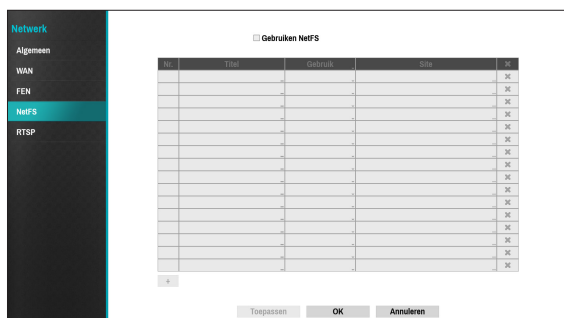 Netwerk
Algemeen
WAN
FEN
NetFS
RTSP
Gebruiken NetFS
Nr. Titel Gebruik Site
+
Toepassen OK Annuleren